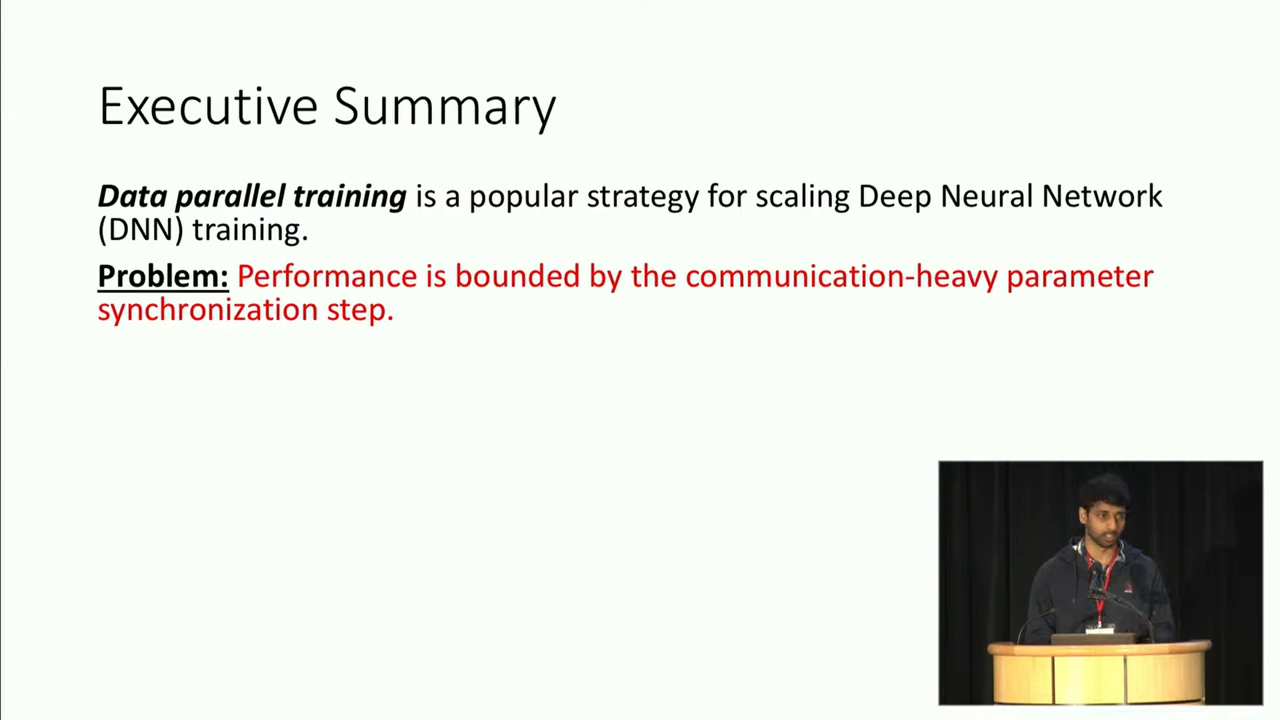 Executive Summary
Data parallel training is a popular strategy for scaling Deep Neural Network
(DNN) training.
Problem: Performance is bounded by the communication-heavy parameter
synchronization step.